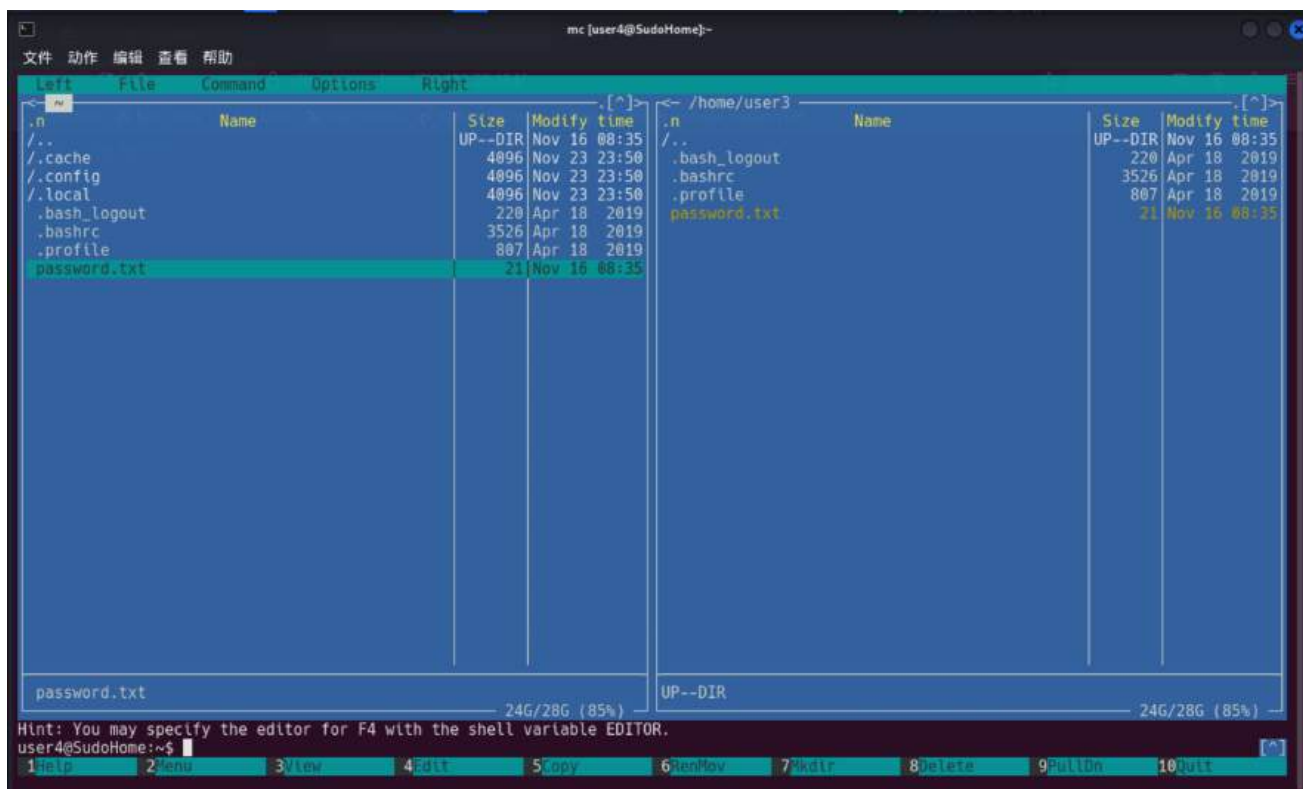 mc [user4@SudoHome]:~
文件 动作 编辑 查看 帮助
Left File Command Options Right
<- ~ .[^]> <- /home/user3 .[^]>
.n Name Size Modify time .n Name Size Modify time
/.. UP--DIR Nov 16 08:35 /.. UP--DIR Nov 16 08:35
/.cache 4096 Nov 23 23:50 .bash_logout 220 Apr 18 2019
/.config 4096 Nov 23 23:50 .bashrc 3526 Apr 18 2019
/.local 4096 Nov 23 23:50 .profile 807 Apr 18 2019
.bash_logout 220 Apr 18 2019 password.txt 21 Nov 16 08:35
.bashrc 3526 Apr 18 2019
.profile 807 Apr 18 2019
password.txt 21 Nov 16 08:35
password.txt UP--DIR
24G/28G (85%) 24G/28G (85%)
Hint: You may specify the editor for F4 with the shell variable EDITOR.
user4@SudoHome:~$ [^]
1Help 2Menu 3View 4Edit 5Copy 6RenMov 7Mkdir 8Delete 9PullDn 10Quit